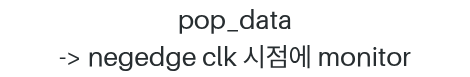 pop_data
-> negedge clk 시점에 monitor